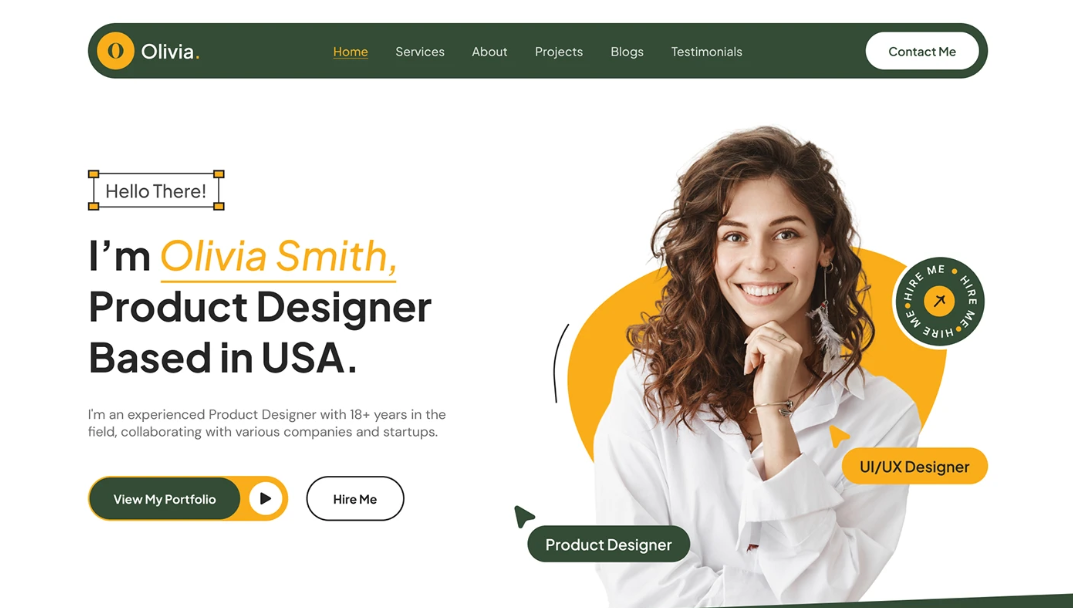 O Olivia.
Home Services About Projects Blogs Testimonials
Contact Me
Hello There!
I’m Olivia Smith,
Product Designer
Based in USA.
I'm an experienced Product Designer with 18+ years in the
field, collaborating with various companies and startups.
View My Portfolio
Hire Me
HIRE ME • HIRE ME • HIRE ME •
UI/UX Designer
Product Designer